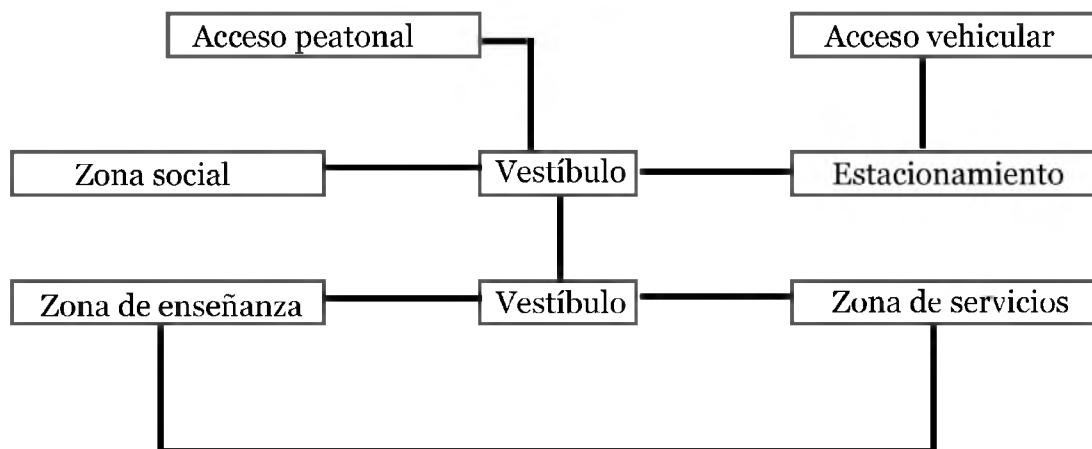 Acceso peatonal
Acceso vehicular
Zona social
Vestíbulo
Estacionamiento
Zona de enseñanza
Vestíbulo
Zona de servicios